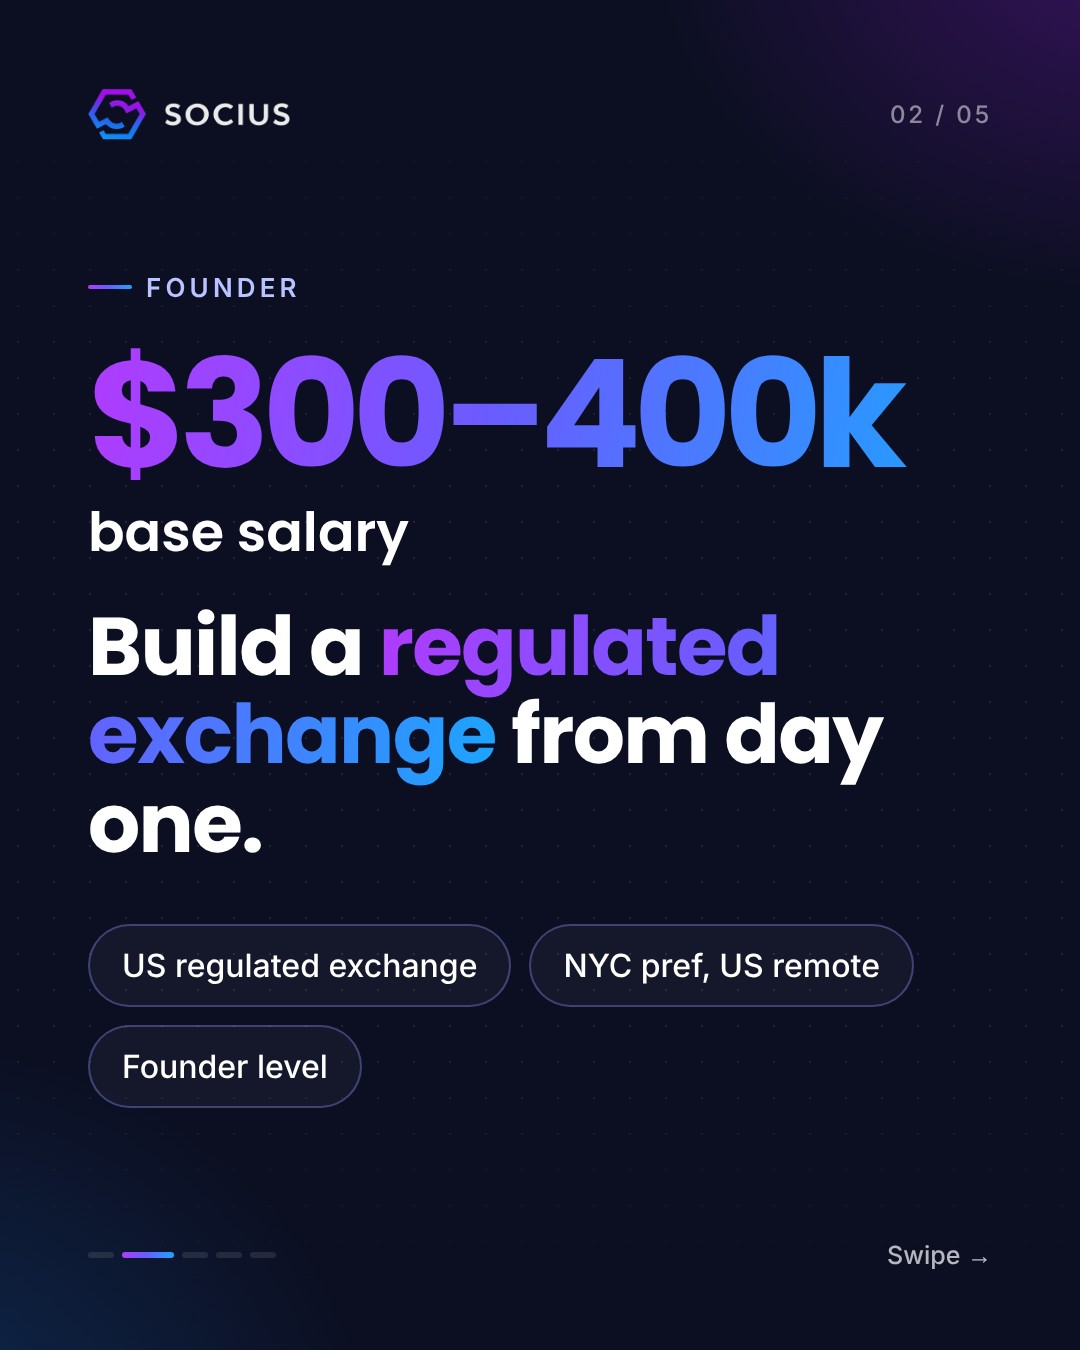 SOCIUS
02 / 05
FOUNDER
$300–400k
base salary
Build a regulated
exchange from day
one.
US regulated exchange
NYC pref, US remote
Founder level
Swipe →